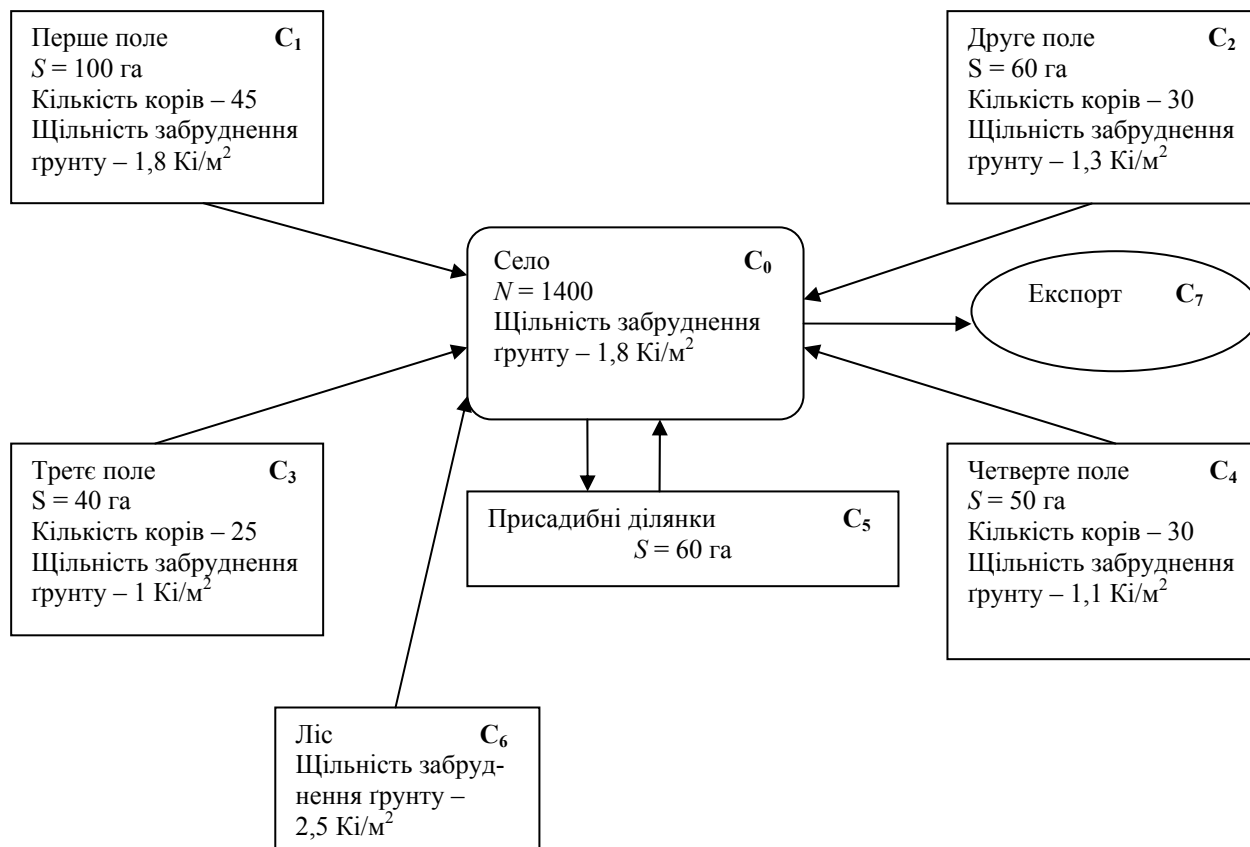 Перше поле C₁
S = 100 га
Кількість корів – 45
Щільність забруднення
ґрунту – 1,8 Кі/м²
Друге поле C₂
S = 60 га
Кількість корів – 30
Щільність забруднення
ґрунту – 1,3 Кі/м²
Село C₀
N = 1400
Щільність забруднення
ґрунту – 1,8 Кі/м²
Експорт C₇
Третє поле C₃
S = 40 га
Кількість корів – 25
Щільність забруднення
ґрунту – 1 Кі/м²
Присадибні ділянки C₅
S = 60 га
Четверте поле C₄
S = 50 га
Кількість корів – 30
Щільність забруднення
ґрунту – 1,1 Кі/м²
Ліс C₆
Щільність забруд-
нення ґрунту –
2,5 Кі/м²